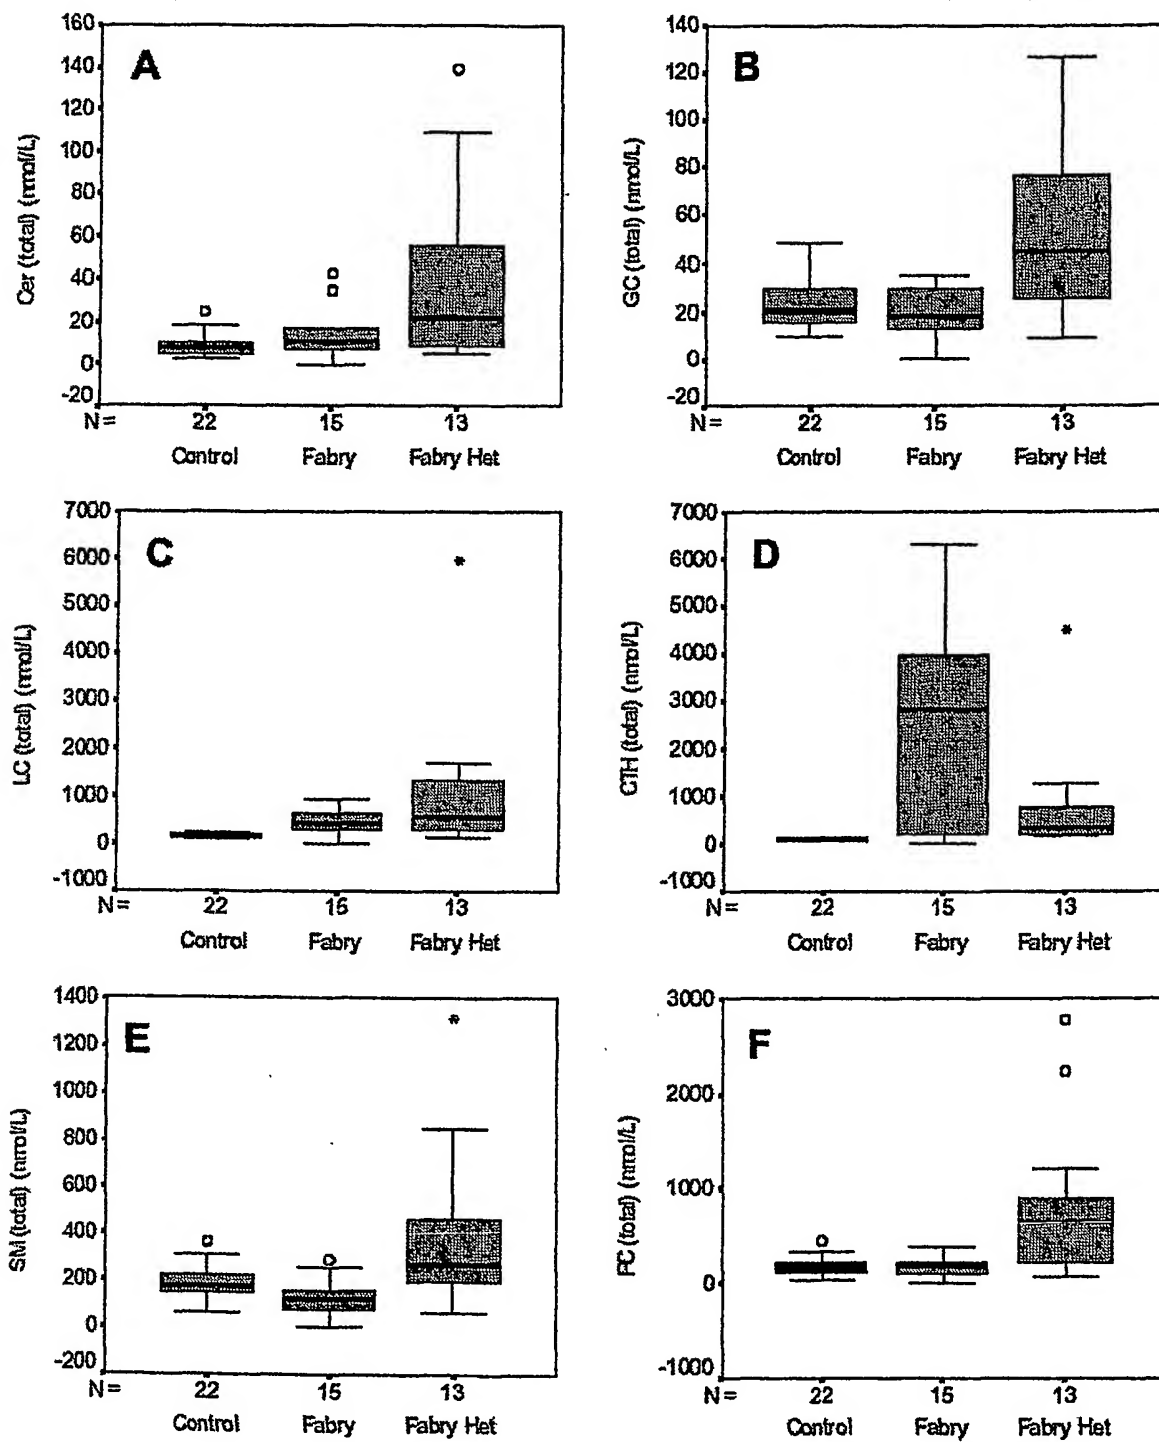 A
Cer (total) (nmol/L)
160
140
120
100
80
60
40
20
0
-20
N =
22
15
13
Control
Fabry
Fabry Het
B
GC (total) (nmol/L)
140
120
100
80
60
40
20
0
-20
N =
22
15
13
Control
Fabry
Fabry Het
C
LC (total) (nmol/L)
7000
6000
5000
4000
3000
2000
1000
0
-1000
N =
22
15
13
Control
Fabry
Fabry Het
D
CTH (total) (nmol/L)
7000
6000
5000
4000
3000
2000
1000
0
-1000
N =
22
15
13
Control
Fabry
Fabry Het
E
SM (total) (nmol/L)
1400
1200
1000
800
600
400
200
0
-200
N =
22
15
13
Control
Fabry
Fabry Het
F
PC (total) (nmol/L)
3000
2000
1000
0
-1000
N =
22
15
13
Control
Fabry
Fabry Het